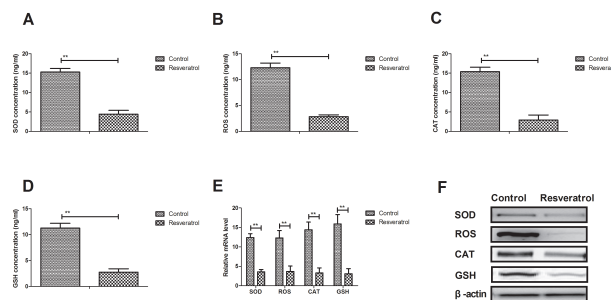 A
SOD concentration (ng/ml)
20
15
10
5
0
**
Control
Resveratrol
B
ROS concentration (ng/ml)
15
10
5
0
**
Control
Resveratrol
C
CAT concentration (ng/ml)
20
15
10
5
0
**
Control
Resvera
D
GSH concentration (ng/ml)
15
10
5
0
**
Control
Resveratrol
E
Relative mRNA level
20
15
10
5
0
** ** ** **
SOD ROS CAT GSH
Control
Resveratrol
F
Control Resveratrol
SOD
ROS
CAT
GSH
β -actin